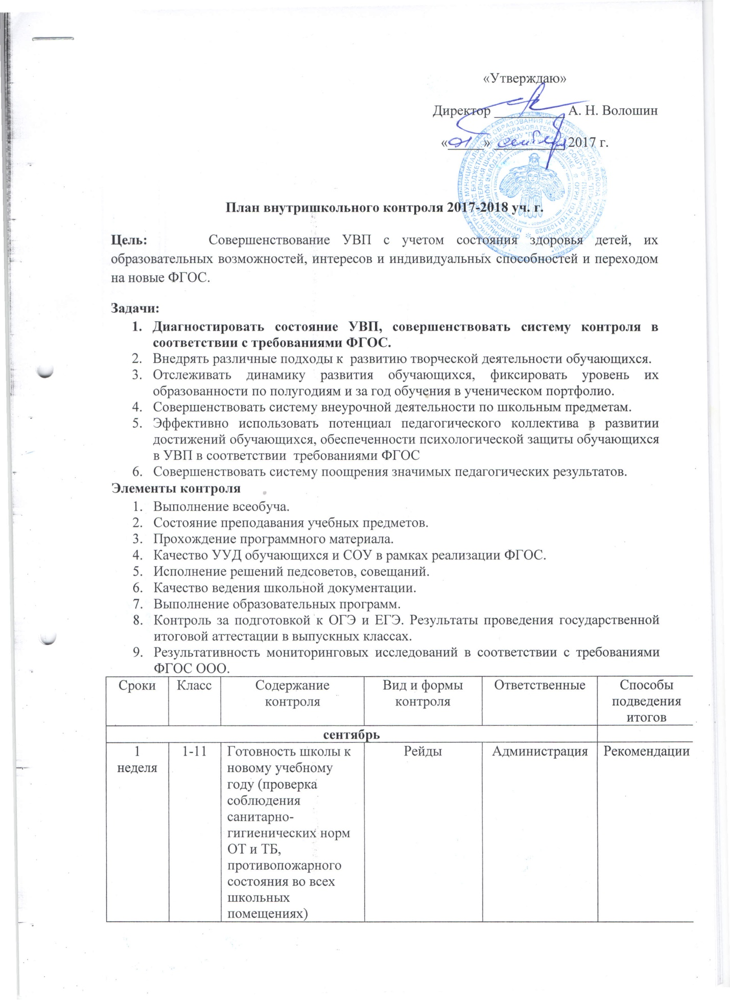 «Утверждаю»
Директор __________ А. Н. Волошин
«01» сентября 2017 г.
План внутришкольного контроля 2017-2018 уч. г.
Цель: Совершенствование УВП с учетом состояния здоровья детей, их
образовательных возможностей, интересов и индивидуальных способностей и переходом
на новые ФГОС.
Задачи:
1. Диагностировать состояние УВП, совершенствовать систему контроля в
соответствии с требованиями ФГОС.
2. Внедрять различные подходы к развитию творческой деятельности обучающихся.
3. Отслеживать динамику развития обучающихся, фиксировать уровень их
образованности по полугодиям и за год обучения в ученическом портфолио.
4. Совершенствовать систему внеурочной деятельности по школьным предметам.
5. Эффективно использовать потенциал педагогического коллектива в развитии
достижений обучающихся, обеспеченности психологической защиты обучающихся
в УВП в соответствии требованиями ФГОС
6. Совершенствовать систему поощрения значимых педагогических результатов.
Элементы контроля
1. Выполнение всеобуча.
2. Состояние преподавания учебных предметов.
3. Прохождение программного материала.
4. Качество УУД обучающихся и СОУ в рамках реализации ФГОС.
5. Исполнение решений педсоветов, совещаний.
6. Качество ведения школьной документации.
7. Выполнение образовательных программ.
8. Контроль за подготовкой к ОГЭ и ЕГЭ. Результаты проведения государственной
итоговой аттестации в выпускных классах.
9. Результативность мониторинговых исследований в соответствии с требованиями
ФГОС ООО.
Сроки Класс Содержание Вид и формы Ответственные Способы
контроля контроля подведения
итогов
сентябрь
1 1-11 Готовность школы к Рейды Администрация Рекомендации
неделя новому учебному
году (проверка
соблюдения
санитарно-
гигиенических норм
ОТ и ТБ,
противопожарного
состояния во всех
школьных
помещениях)